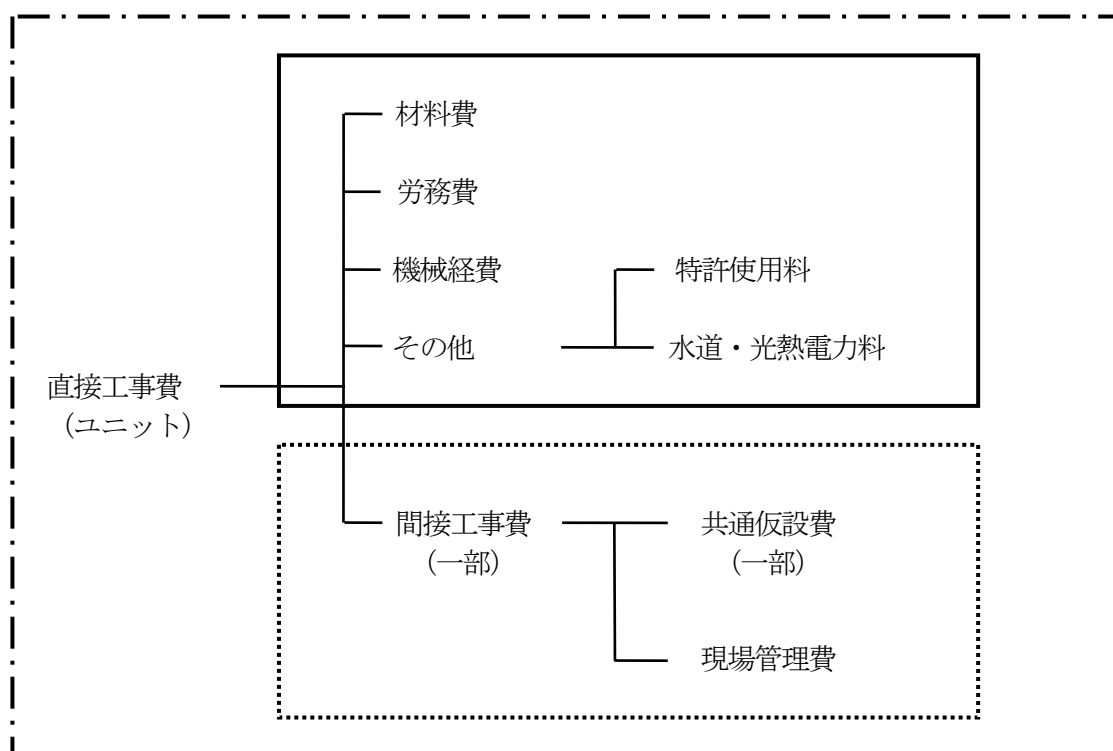 材料費
労務費
機械経費
特許使用料
その他
水道・光熱電力料
直接工事費
（ユニット）
間接工事費
（一部）
共通仮設費
（一部）
現場管理費